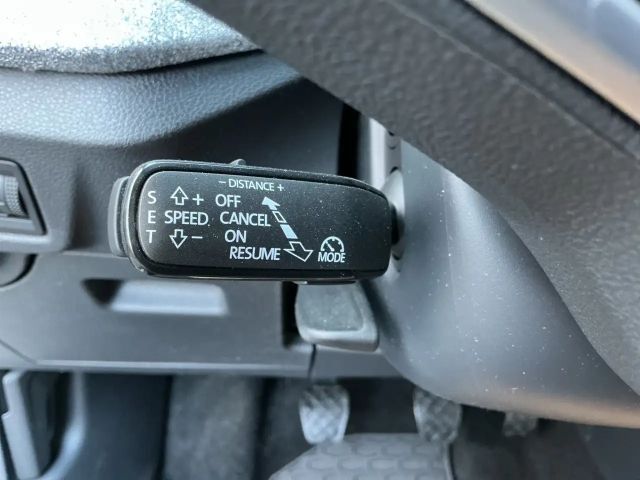 - DISTANCE +
S + OFF
E SPEED CANCEL
T - ON
RESUME MODE